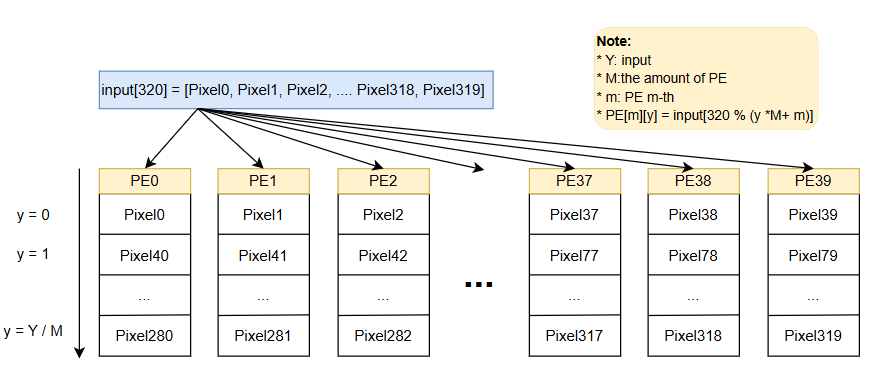 Note:
* Y: input
* M:the amount of PE
* m: PE m-th
* PE[m][y] = input[320 % (y *M+ m)]
input[320] = [Pixel0, Pixel1, Pixel2, .... Pixel318, Pixel319]
PE0 PE1 PE2 PE37 PE38 PE39
y = 0 Pixel0 Pixel1 Pixel2 Pixel37 Pixel38 Pixel39
y = 1 Pixel40 Pixel41 Pixel42 Pixel77 Pixel78 Pixel79
... ... ... ... ... ... ...
y = Y / M Pixel280 Pixel281 Pixel282 Pixel317 Pixel318 Pixel319